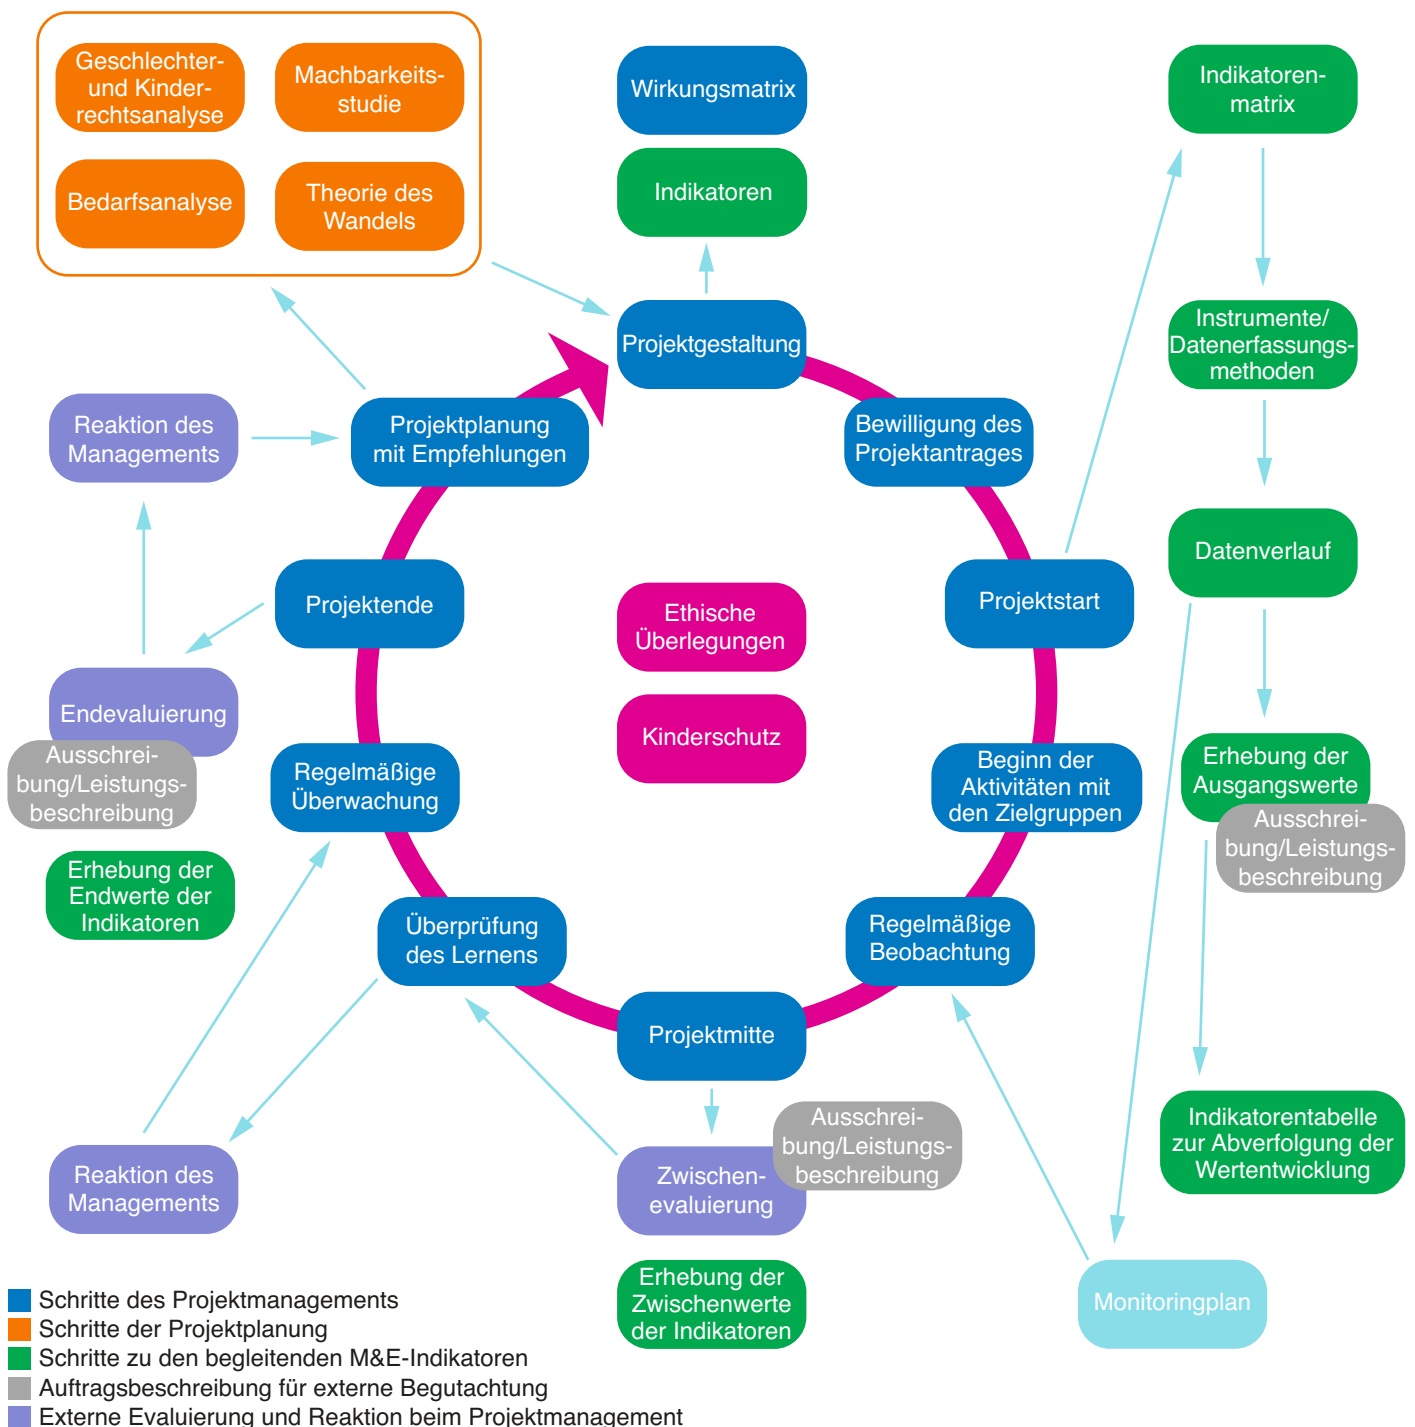 Geschlechter-
und Kinder-
rechtsanalyse
Machbarkeits-
studie
Bedarfsanalyse
Theorie des
Wandels
Wirkungsmatrix
Indikatoren
Indikatoren-
matrix
Projektgestaltung
Instrumente/
Datenerfassungs-
methoden
Reaktion des
Managements
Projektplanung
mit Empfehlungen
Bewilligung des
Projektantrages
Datenverlauf
Projektende
Ethische
Überlegungen
Projektstart
Kinderschutz
Endevaluierung
Ausschrei-
bung/Leistungs-
beschreibung
Regelmäßige
Überwachung
Beginn der
Aktivitäten mit
den Zielgruppen
Erhebung der
Ausgangswerte
Ausschrei-
bung/Leistungs-
beschreibung
Erhebung der
Endwerte der
Indikatoren
Überprüfung
des Lernens
Regelmäßige
Beobachtung
Projektmitte
Ausschrei-
bung/Leistungs-
beschreibung
Indikatorentabelle
zur Abverfolgung der
Wertentwicklung
Reaktion des
Managements
Zwischen-
evaluierung
Erhebung der
Zwischenwerte
der Indikatoren
Monitoringplan
Schritte des Projektmanagements
Schritte der Projektplanung
Schritte zu den begleitenden M&E-Indikatoren
Auftragsbeschreibung für externe Begutachtung
Externe Evaluierung und Reaktion beim Projektmanagement